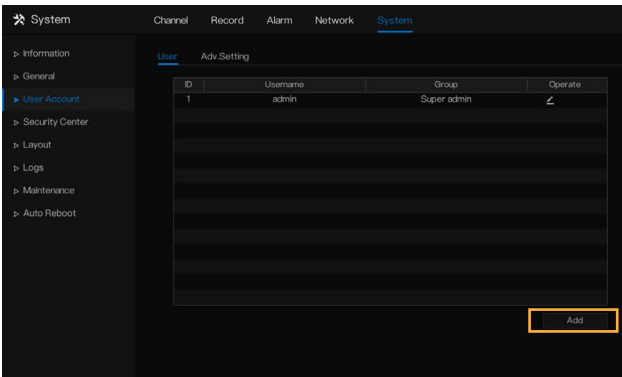 System
Channel Record Alarm Network System
Information
General
User Account
Security Center
Layout
Logs
Maintenance
Auto Reboot
User Adv.Setting
ID Username Group Operate
1 admin Super admin
Add